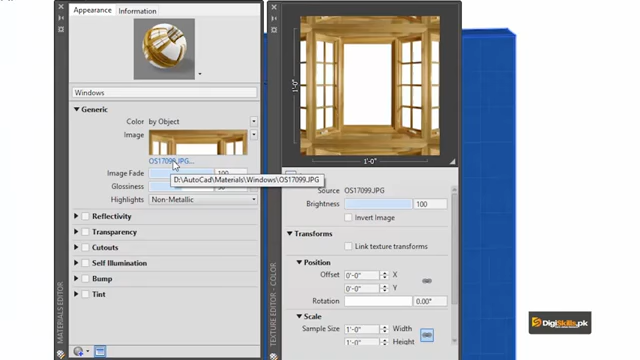 Appearance
Information
Windows
Generic
Color by Object
Image
OS17099.JPG...
D:\AutoCad\Materials\Windows\OS17099.JPG
Image Fade 100
Glossiness
Highlights Non-Metallic
Reflectivity
Transparency
Cutouts
Self Illumination
Bump
Tint
MATERIALS EDITOR
1'-0"
1'-0"
Source OS17099.JPG
Brightness 100
Invert Image
Transforms
Link texture transforms
Position
Offset 0'-0" X
0'-0" Y
Rotation 0.00°
Scale
Sample Size 1'-0" Width
1'-0" Height
TEXTURE EDITOR - COLOR
DigiSkills.pk